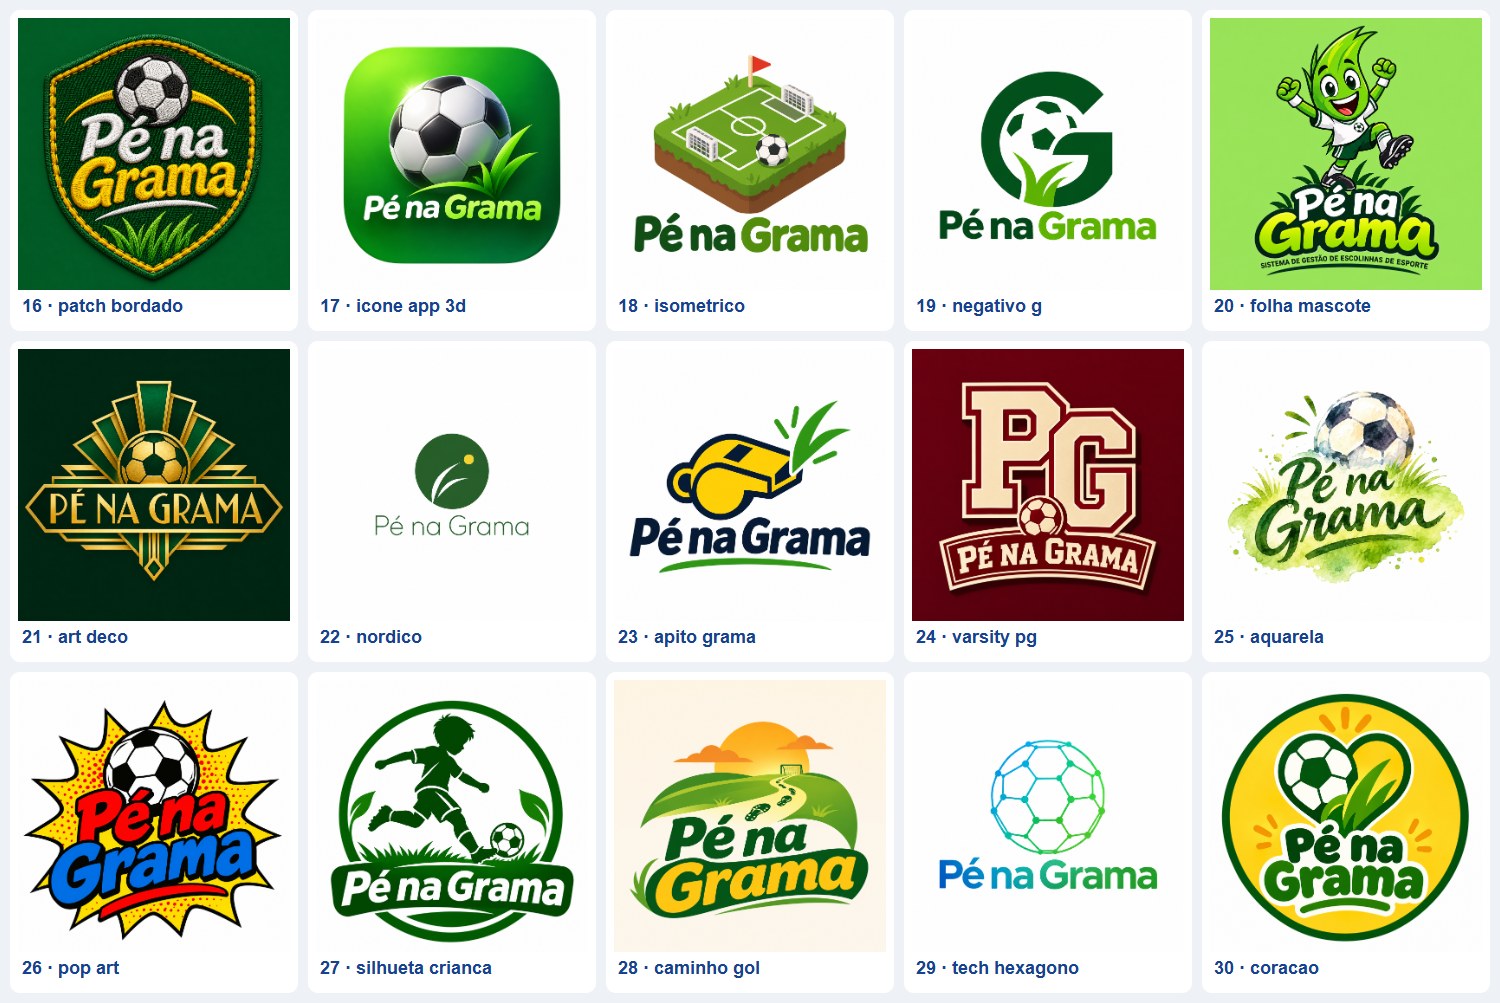 Pé na
Grama
16 · patch bordado
Pé na Grama
17 · icone app 3d
Pé na Grama
18 · isometrico
Pé na Grama
19 · negativo g
Pé na
Grama
SISTEMA DE GESTÃO DE ESCOLINHAS DE ESPORTE
20 · folha mascote
PÉ NA GRAMA
21 · art deco
Pé na Grama
22 · nordico
Pé na Grama
23 · apito grama
PG
PÉ NA GRAMA
24 · varsity pg
Pé na
Grama
25 · aquarela
Pé na
Grama
26 · pop art
Pé na Grama
27 · silhueta crianca
Pé na
Grama
28 · caminho gol
Pé na Grama
29 · tech hexagono
Pé na
Grama
30 · coracao